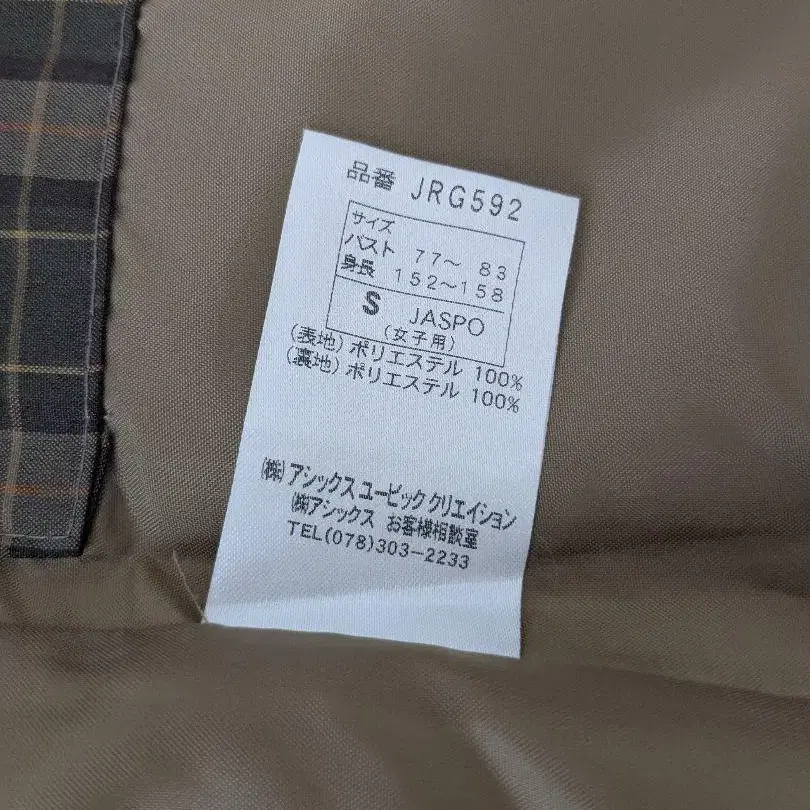 品番 JRG592
サイズ
バスト 77～ 83
身長 152～158
S JASPO
(女子用)
(表地) ポリエステル 100%
(裏地) ポリエステル 100%
(株) アシックス ユービック クリエイション
㈱アシックス お客様相談室
TEL(078)303-2233